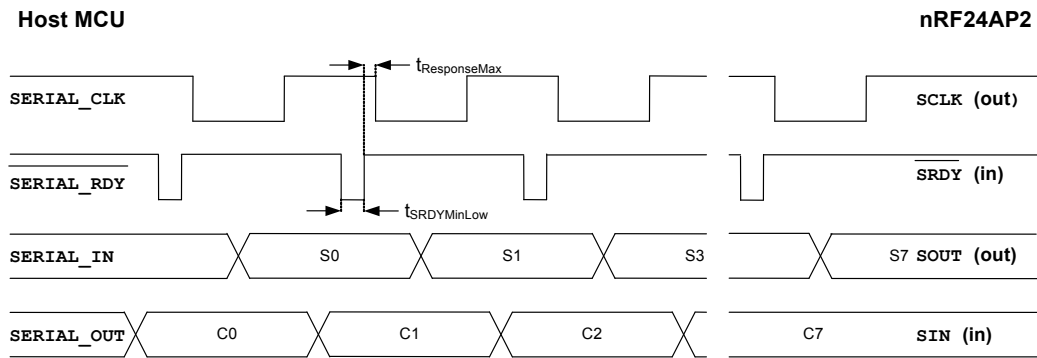 Host MCU nRF24AP2
tResponseMax
SERIAL_CLK SCLK (out)
SERIAL_RDY SRDY (in)
tSRDYMinLow
SERIAL_IN S0 S1 S3 S7 SOUT (out)
SERIAL_OUT C0 C1 C2 C7 SIN (in)